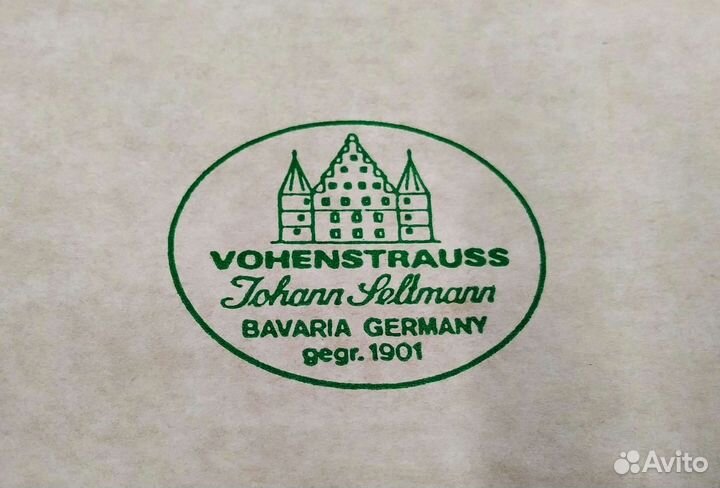 VOHENSTRAUSS
Johann Seltmann
BAVARIA GERMANY
gegr. 1901
Avito